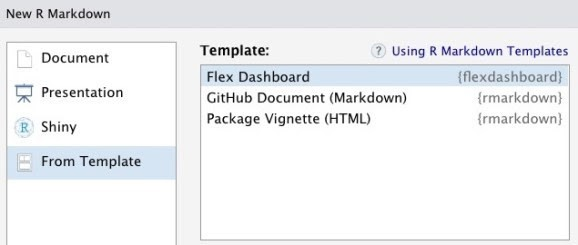 New R Markdown
Document
Presentation
R Shiny
From Template
Template:
? Using R Markdown Templates
Flex Dashboard {flexdashboard}
GitHub Document (Markdown) {rmarkdown}
Package Vignette (HTML) {rmarkdown}